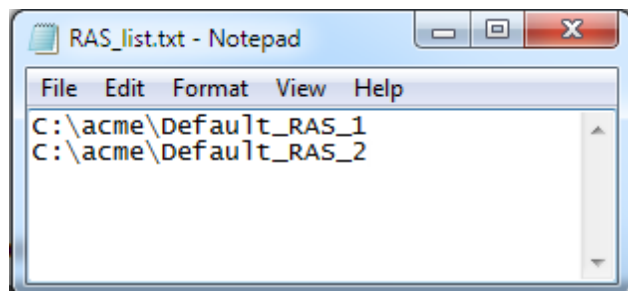 RAS_list.txt - Notepad
File Edit Format View Help
C:\acme\Default_RAS_1
C:\acme\Default_RAS_2